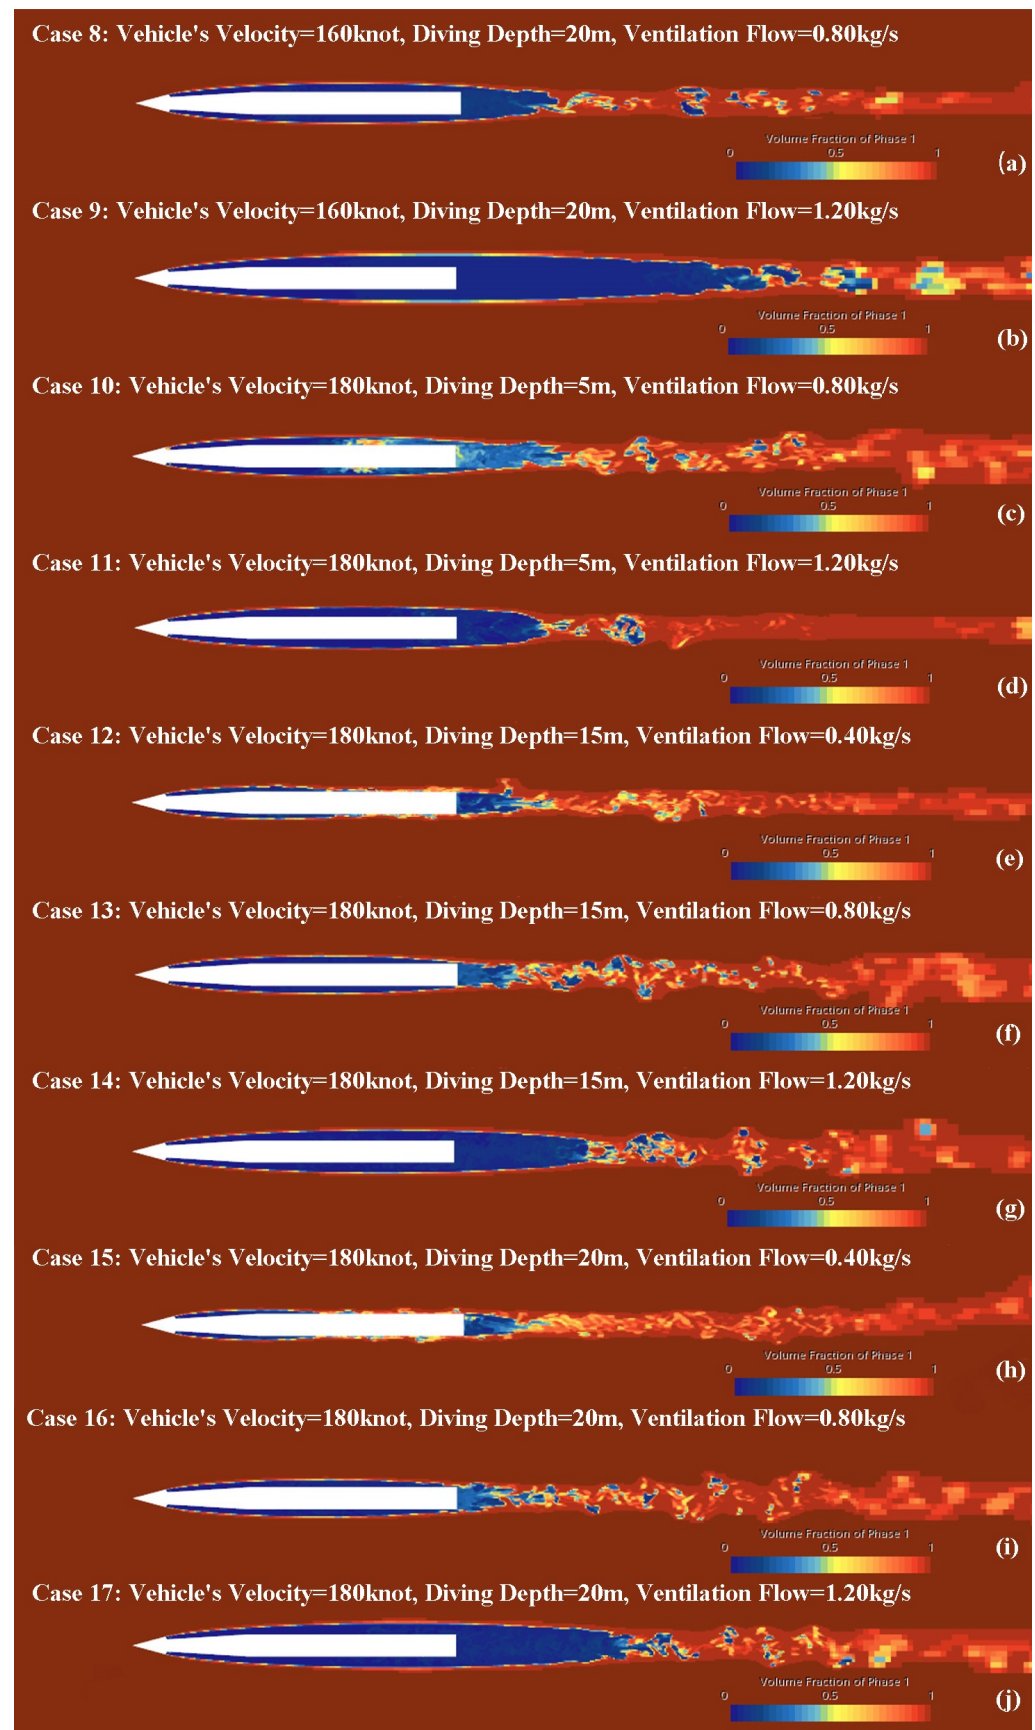 Case 8: Vehicle's Velocity=160knot, Diving Depth=20m, Ventilation Flow=0.80kg/s
Volume Fraction of Phase 1
0 0.5 1
(a)
Case 9: Vehicle's Velocity=160knot, Diving Depth=20m, Ventilation Flow=1.20kg/s
Volume Fraction of Phase 1
0 0.5 1
(b)
Case 10: Vehicle's Velocity=180knot, Diving Depth=5m, Ventilation Flow=0.80kg/s
Volume Fraction of Phase 1
0 0.5 1
(c)
Case 11: Vehicle's Velocity=180knot, Diving Depth=5m, Ventilation Flow=1.20kg/s
Volume Fraction of Phase 1
0 0.5 1
(d)
Case 12: Vehicle's Velocity=180knot, Diving Depth=15m, Ventilation Flow=0.40kg/s
Volume Fraction of Phase 1
0 0.5 1
(e)
Case 13: Vehicle's Velocity=180knot, Diving Depth=15m, Ventilation Flow=0.80kg/s
Volume Fraction of Phase 1
0 0.5 1
(f)
Case 14: Vehicle's Velocity=180knot, Diving Depth=15m, Ventilation Flow=1.20kg/s
Volume Fraction of Phase 1
0 0.5 1
(g)
Case 15: Vehicle's Velocity=180knot, Diving Depth=20m, Ventilation Flow=0.40kg/s
Volume Fraction of Phase 1
0 0.5 1
(h)
Case 16: Vehicle's Velocity=180knot, Diving Depth=20m, Ventilation Flow=0.80kg/s
Volume Fraction of Phase 1
0 0.5 1
(i)
Case 17: Vehicle's Velocity=180knot, Diving Depth=20m, Ventilation Flow=1.20kg/s
Volume Fraction of Phase 1
0 0.5 1
(j)